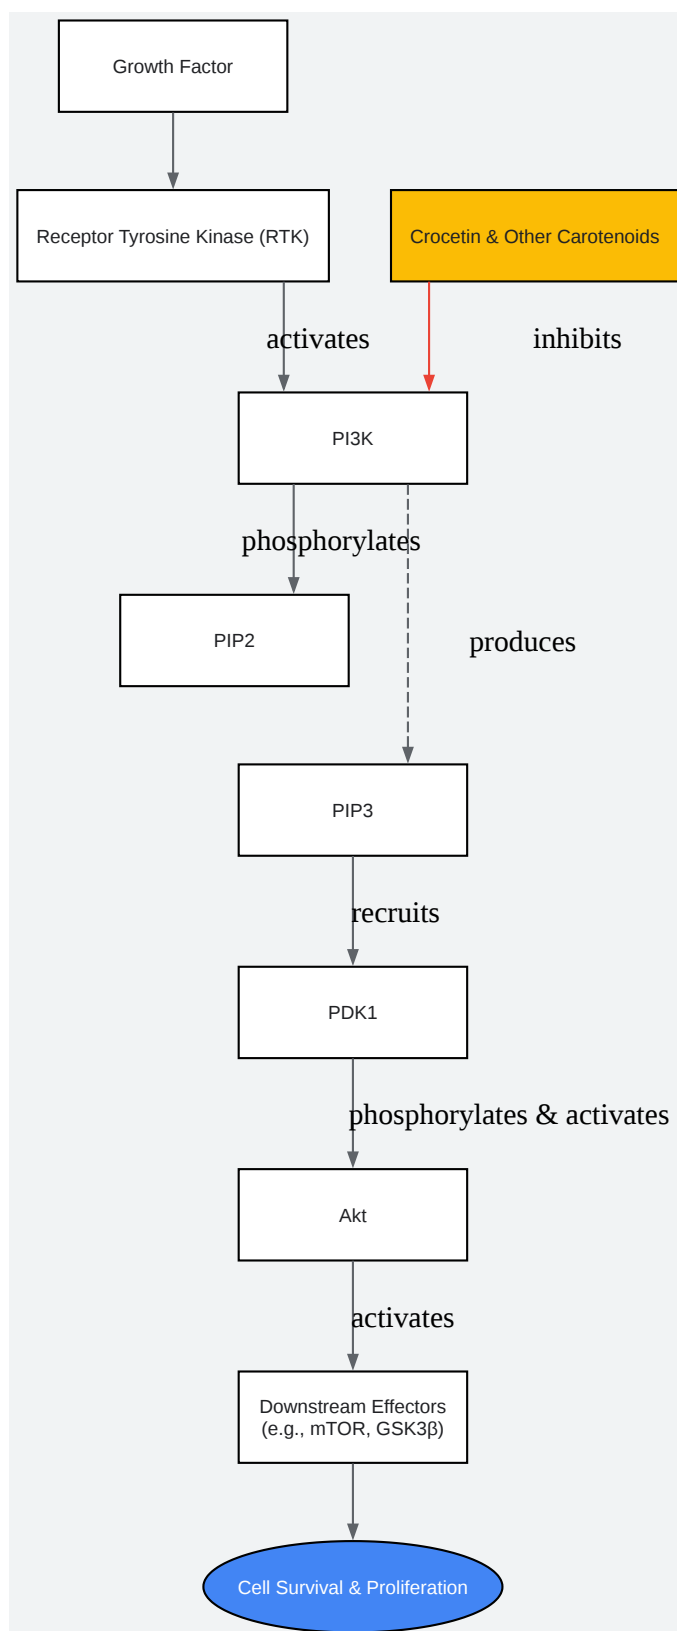 Growth Factor
Receptor Tyrosine Kinase (RTK)
Crocetin & Other Carotenoids
activates
inhibits
PI3K
phosphorylates
PIP2
produces
PIP3
recruits
PDK1
phosphorylates & activates
Akt
activates
Downstream Effectors
(e.g., mTOR, GSK3β)
Cell Survival & Proliferation